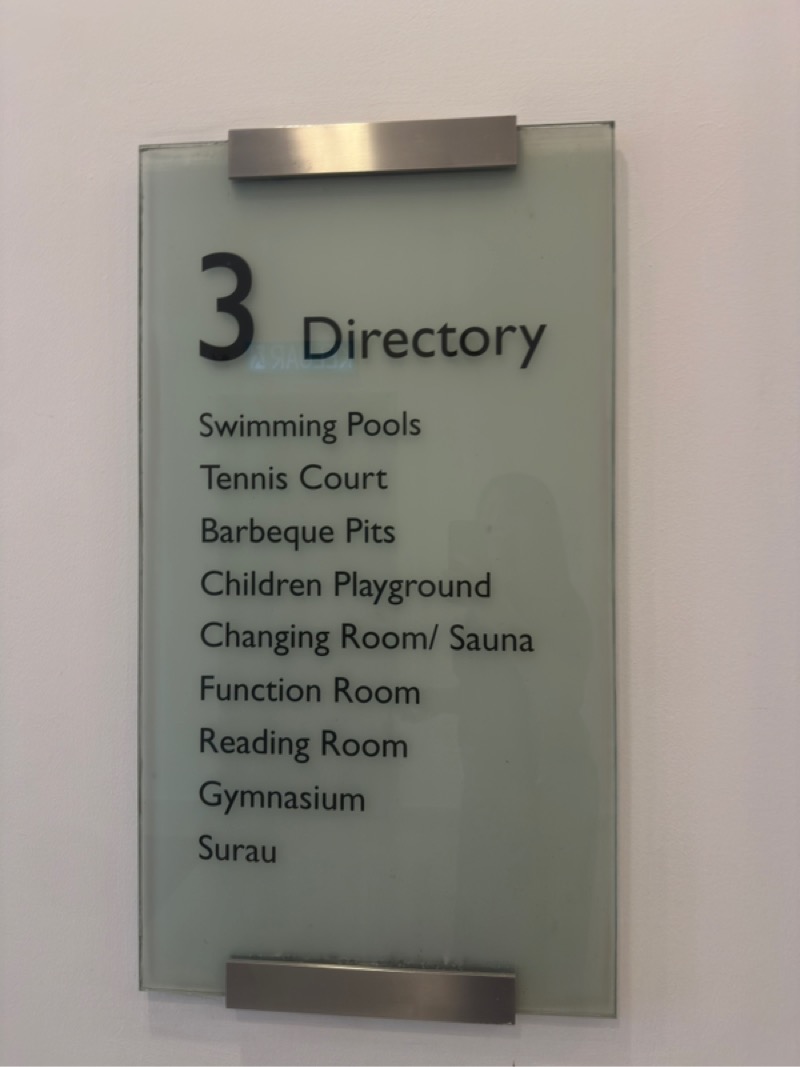 3 Directory
Swimming Pools
Tennis Court
Barbeque Pits
Children Playground
Changing Room/ Sauna
Function Room
Reading Room
Gymnasium
Surau